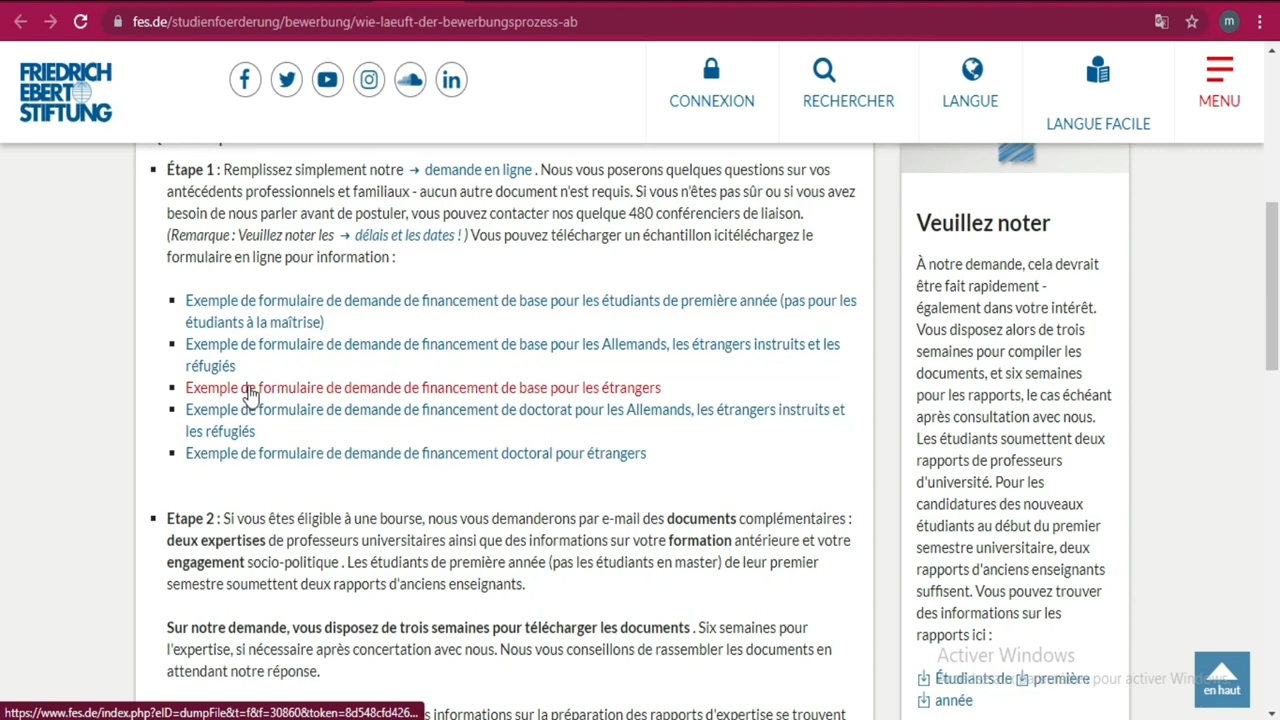 fes.de/studienfoerderung/bewerbung/wie-laeuft-der-bewerbungsprozess-ab
m
FRIEDRICH
EBERT
STIFTUNG
CONNEXION
RECHERCHER
LANGUE
LANGUE FACILE
MENU
Étape 1 : Remplissez simplement notre → demande en ligne . Nous vous poserons quelques questions sur vos
antécédents professionnels et familiaux - aucun autre document n'est requis. Si vous n'êtes pas sûr ou si vous avez
besoin de nous parler avant de postuler, vous pouvez contacter nos quelque 480 conférenciers de liaison.
(Remarque : Veuillez noter les → délais et les dates ! ) Vous pouvez télécharger un échantillon icitéléchargez le
formulaire en ligne pour information :
Exemple de formulaire de demande de financement de base pour les étudiants de première année (pas pour les
étudiants à la maîtrise)
Exemple de formulaire de demande de financement de base pour les Allemands, les étrangers instruits et les
réfugiés
Exemple de formulaire de demande de financement de base pour les étrangers
Exemple de formulaire de demande de financement de doctorat pour les Allemands, les étrangers instruits et
les réfugiés
Exemple de formulaire de demande de financement doctoral pour étrangers
Etape 2 : Si vous êtes éligible à une bourse, nous vous demanderons par e-mail des documents complémentaires :
deux expertises de professeurs universitaires ainsi que des informations sur votre formation antérieure et votre
engagement socio-politique . Les étudiants de première année (pas les étudiants en master) de leur premier
semestre soumettent deux rapports d'anciens enseignants.
Sur notre demande, vous disposez de trois semaines pour télécharger les documents . Six semaines pour
l'expertise, si nécessaire après concertation avec nous. Nous vous conseillons de rassembler les documents en
attendant notre réponse.
s informations sur la préparation des rapports d'expertise se trouvent
https://www.fes.de/index.php?eID=dumpFile&t=f&f=30860&token=8d548cfd426...
Veuillez noter
À notre demande, cela devrait
être fait rapidement -
également dans votre intérêt.
Vous disposez alors de trois
semaines pour compiler les
documents, et six semaines
pour les rapports, le cas échéant
après consultation avec nous.
Les étudiants soumettent deux
rapports de professeurs
d'université. Pour les
candidatures des nouveaux
étudiants au début du premier
semestre universitaire, deux
rapports d'anciens enseignants
suffisent. Vous pouvez trouver
des informations sur les
rapports ici :
Activer Windows
Étudiants de première
pour activer Windows
année
en haut